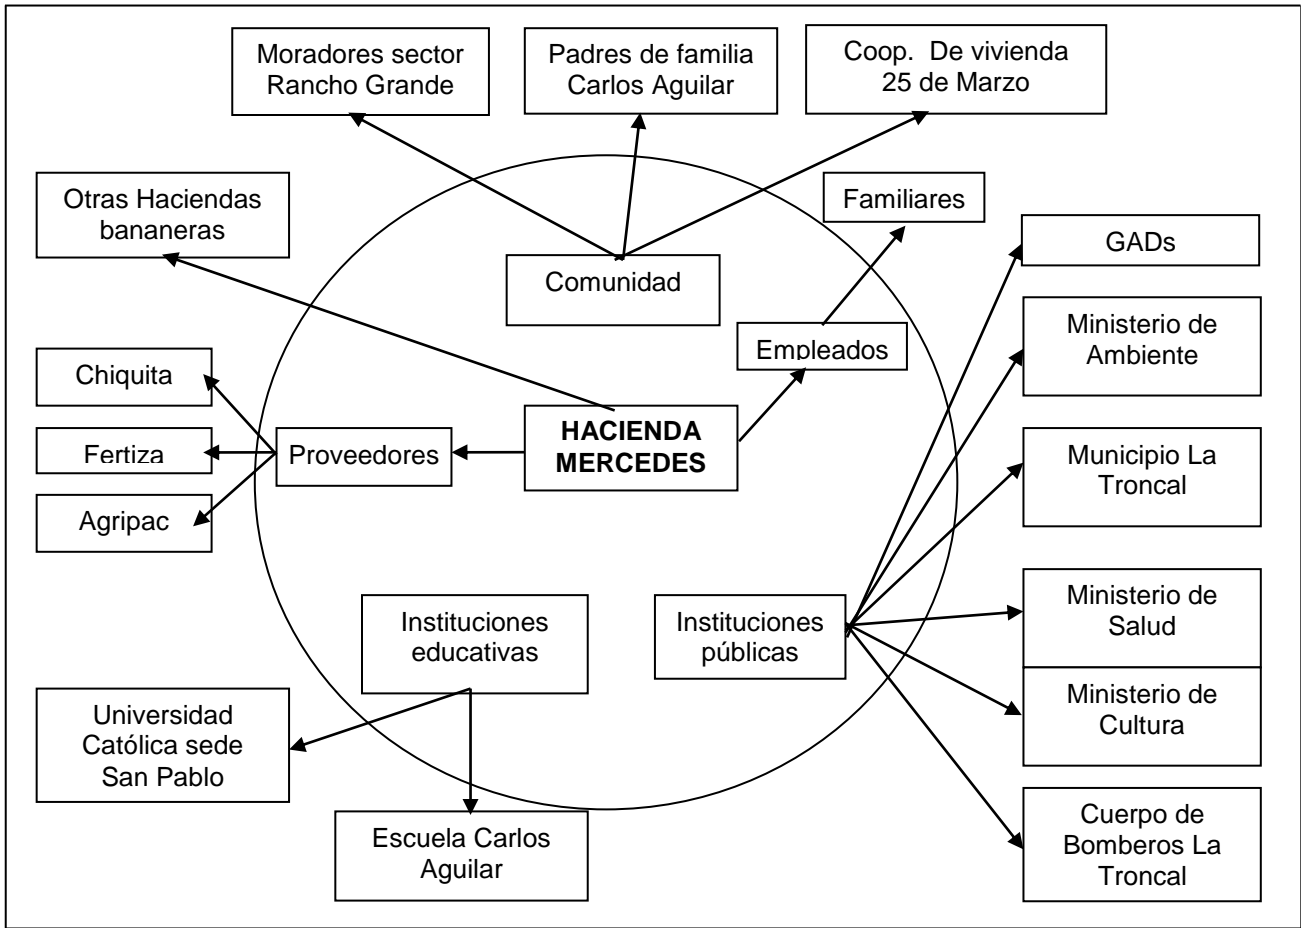 Moradores sector
Rancho Grande
Padres de familia
Carlos Aguilar
Coop. De vivienda
25 de Marzo
Otras Haciendas
bananeras
Familiares
GADs
Comunidad
Ministerio de
Ambiente
Empleados
Chiquita
HACIENDA
MERCEDES
Proveedores
Fertiza
Agripac
Municipio La
Troncal
Instituciones
educativas
Instituciones
públicas
Ministerio de
Salud
Ministerio de
Cultura
Universidad
Católica sede
San Pablo
Escuela Carlos
Aguilar
Cuerpo de
Bomberos La
Troncal